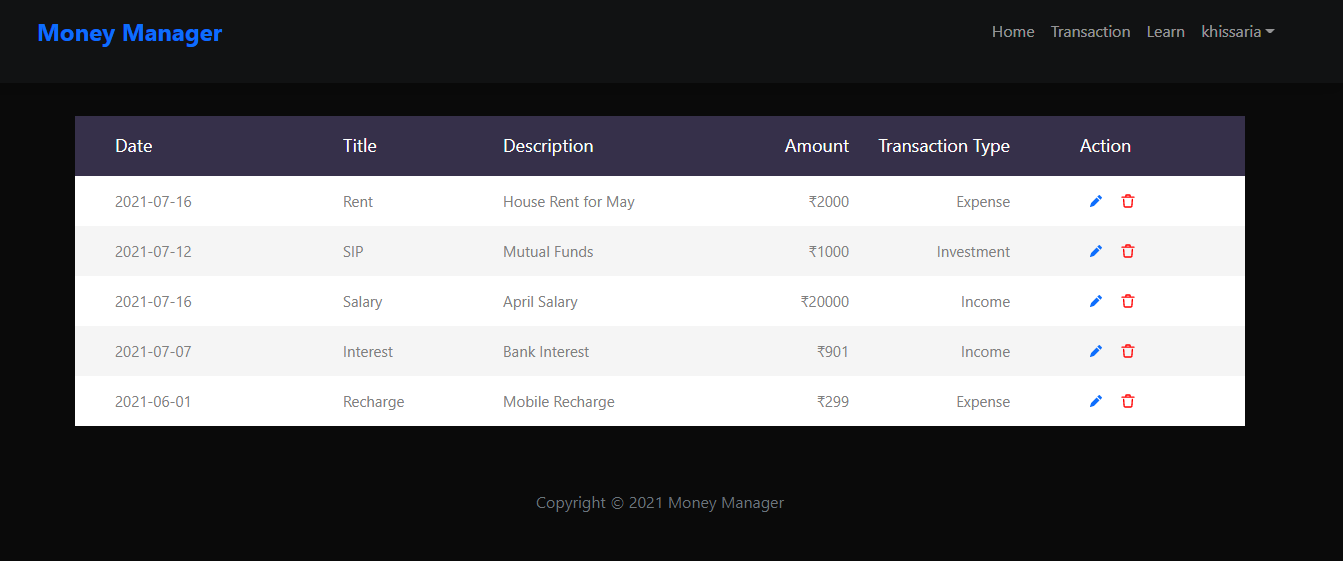 Money Manager Home Transaction Learn khissaria
Date Title Description Amount Transaction Type Action
2021-07-16 Rent House Rent for May ₹2000 Expense
2021-07-12 SIP Mutual Funds ₹1000 Investment
2021-07-16 Salary April Salary ₹20000 Income
2021-07-07 Interest Bank Interest ₹901 Income
2021-06-01 Recharge Mobile Recharge ₹299 Expense
Copyright © 2021 Money Manager